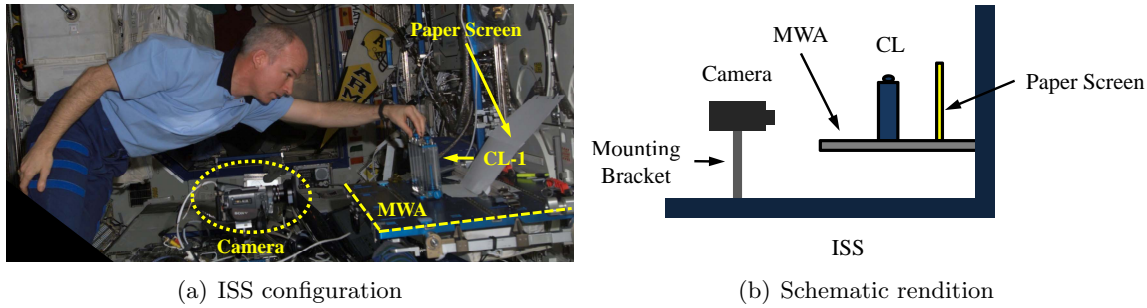 Paper Screen
CL-1
MWA
Camera
(a) ISS configuration
MWA
CL
Camera
Paper Screen
Mounting
Bracket
ISS
(b) Schematic rendition